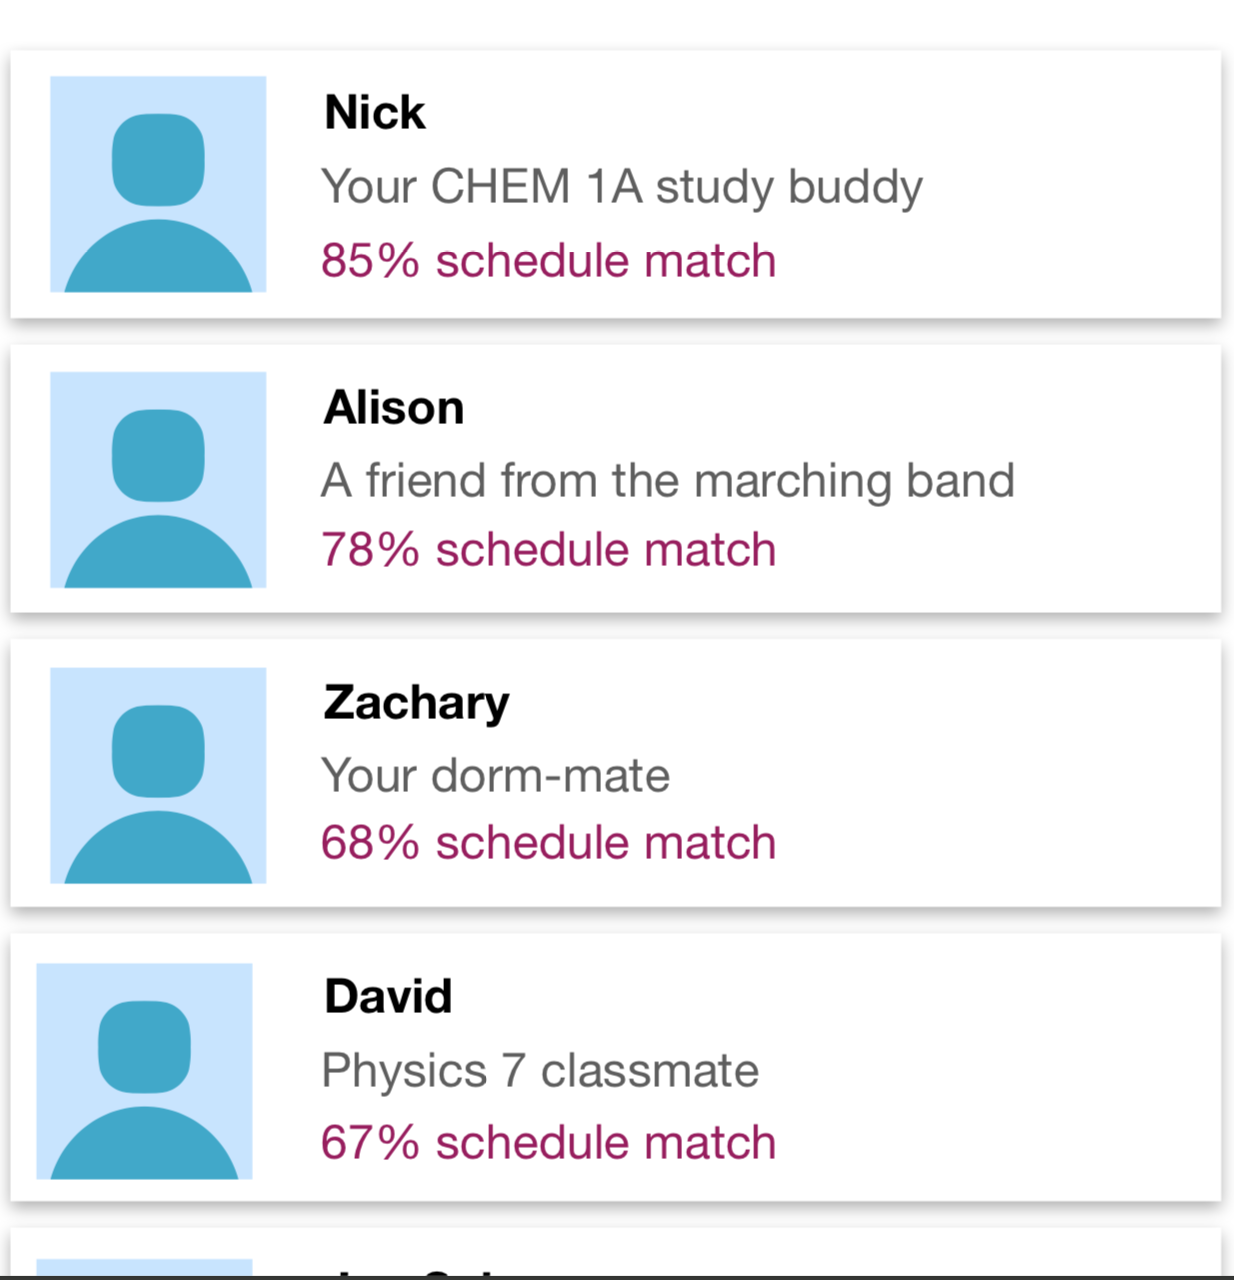 Nick
Your CHEM 1A study buddy
85% schedule match
Alison
A friend from the marching band
78% schedule match
Zachary
Your dorm-mate
68% schedule match
David
Physics 7 classmate
67% schedule match